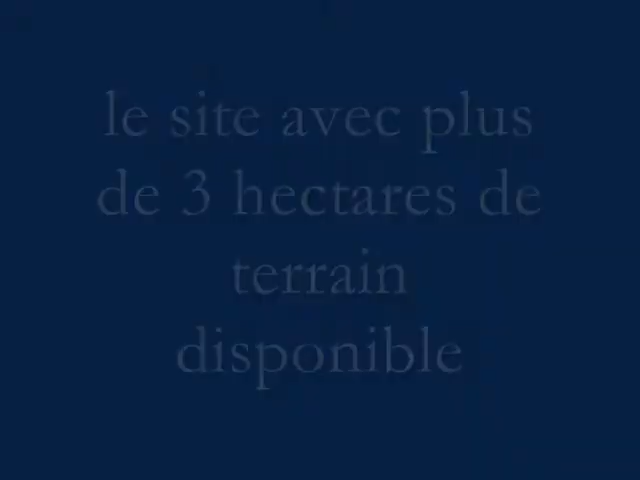 le site avec plus
de 3 hectares de
terrain
disponible